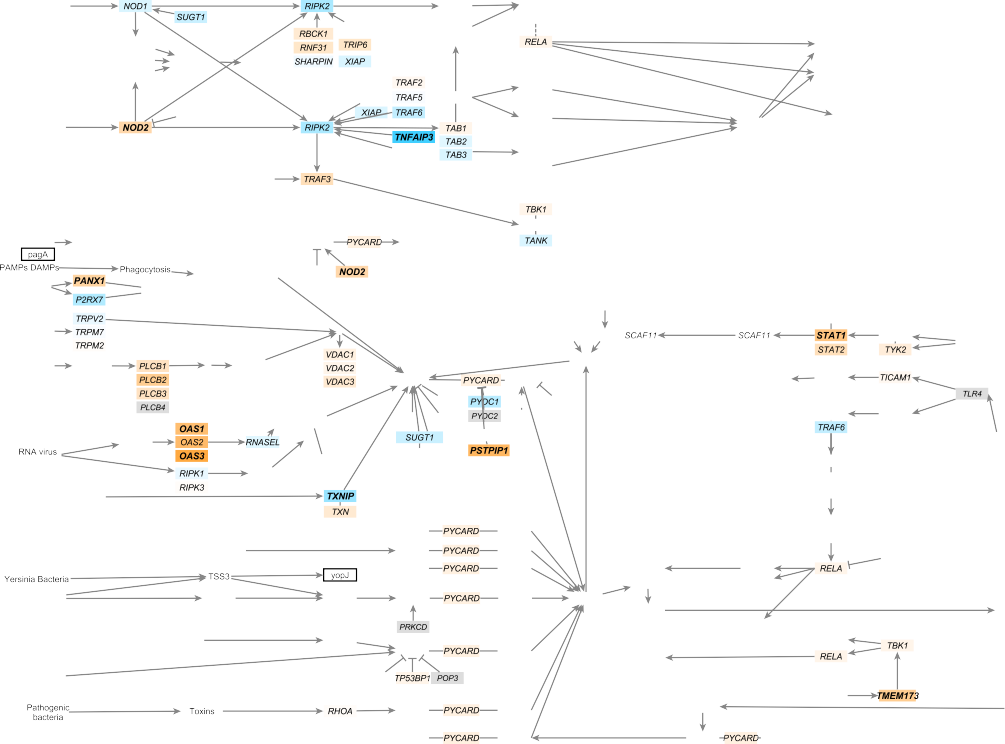 NOD1
SUGT1
RIPK2
RBCK1
RNF31
SHARPIN
TRIP6
XIAP
RELA
TRAF2
TRAF5
XIAP
TRAF6
NOD2
RIPK2
TNFAIP3
TAB1
TAB2
TAB3
TRAF3
TBK1
TANK
PYCARD
NOD2
pagA
PAMPs DAMPs
Phagocytosis
PANX1
P2RX7
TRPV2
TRPM7
TRPM2
VDAC1
VDAC2
VDAC3
SCAF11
SCAF11
STAT1
STAT2
TYK2
PLCB1
PLCB2
PLCB3
PLCB4
PYCARD
PYDC1
PYDC2
TICAM1
TLR4
OAS1
OAS2
OAS3
RNASEL
SUGT1
PSTPIP1
TRAF6
RNA virus
RIPK1
RIPK3
TXNIP
TXN
PYCARD
PYCARD
PYCARD
Yersinia Bacteria
TSS3
yopJ
RELA
PYCARD
PRKCD
PYCARD
TP53BP1
POP3
RELA
TBK1
TMEM173
Pathogenic
bacteria
Toxins
RHOA
PYCARD
PYCARD
PYCARD